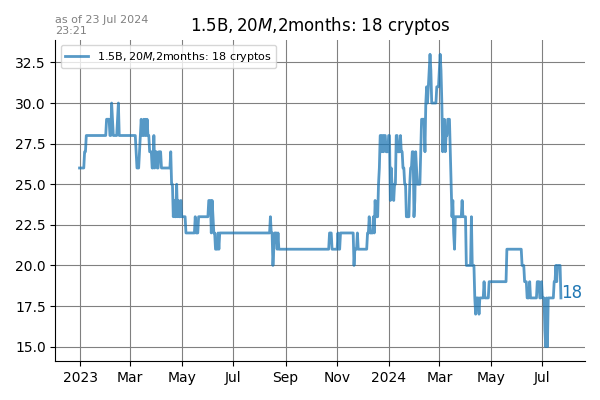 as of 23 Jul 2024
23:21
1.5B, 20M,2months: 18 cryptos
1.5B, 20M,2months: 18 cryptos
32.5
30.0
27.5
25.0
22.5
20.0
17.5
15.0
18
2023 Mar May Jul Sep Nov 2024 Mar May Jul